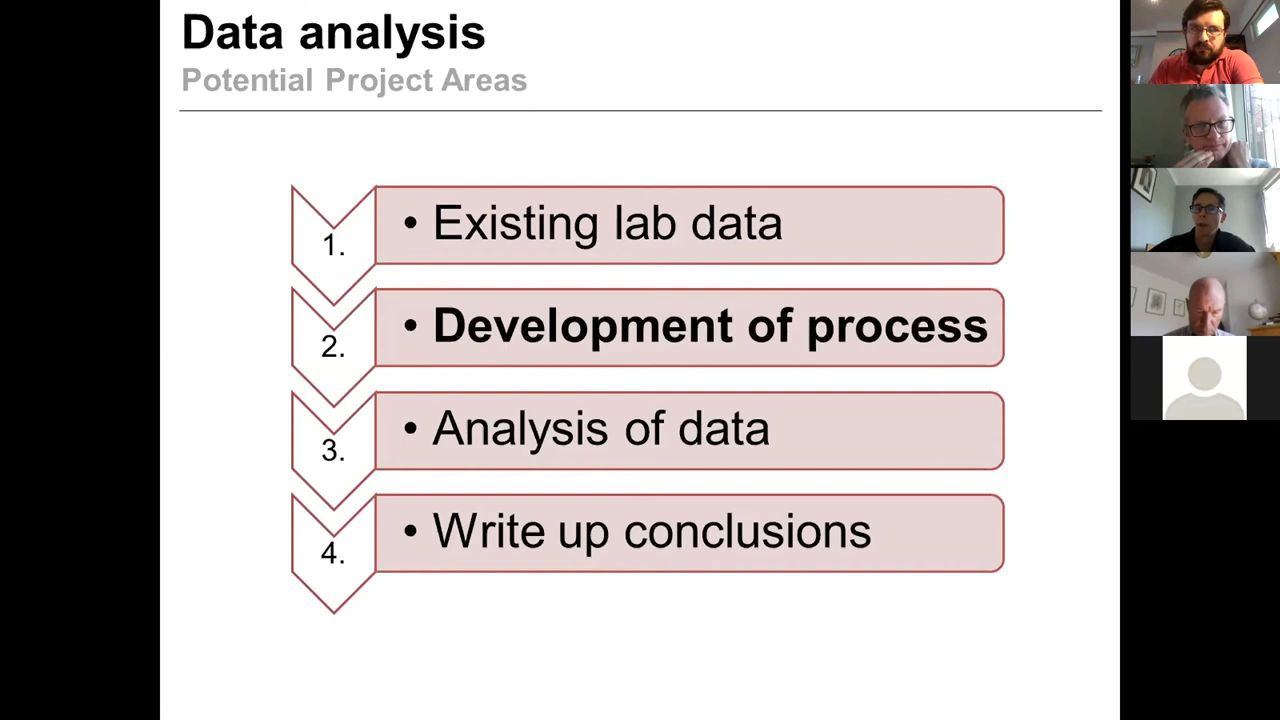 Data analysis
Potential Project Areas
1.
• Existing lab data
2.
• Development of process
3.
• Analysis of data
4.
• Write up conclusions